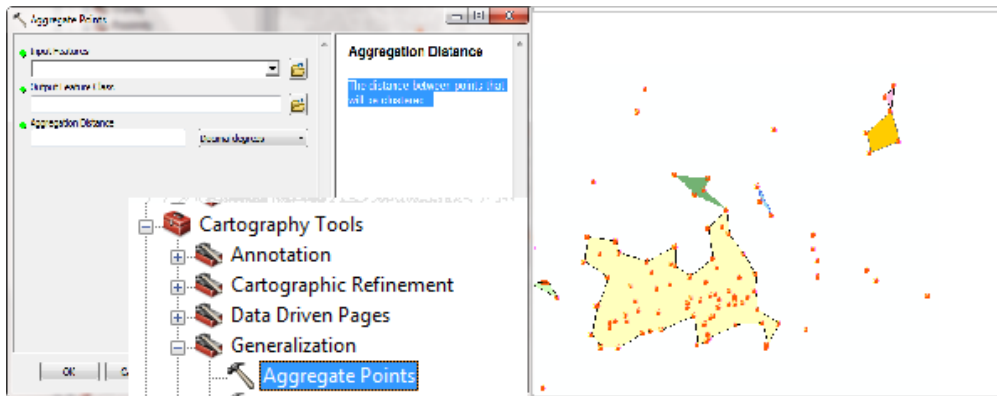 Aggregate Points
Input Features
Output Feature Class
Aggregation Distance
Decimal degrees
Aggregation Distance
The distance between points that
will be clustered.
OK
Cartography Tools
Annotation
Cartographic Refinement
Data Driven Pages
Generalization
Aggregate Points